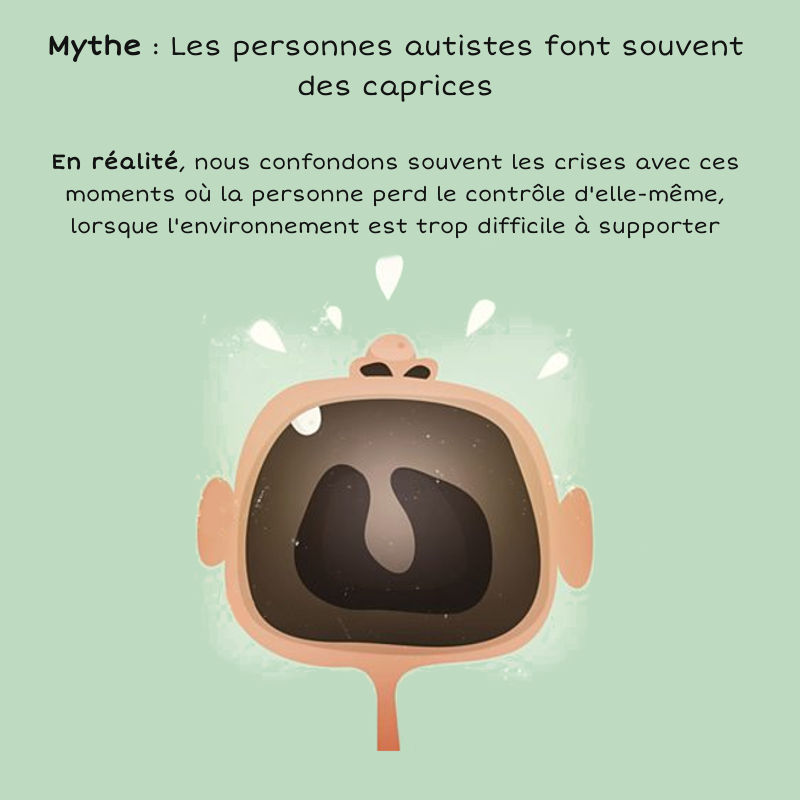 Mythe : Les personnes autistes font souvent
des caprices
En réalité, nous confondons souvent les crises avec ces
moments où la personne perd le contrôle d'elle-même,
lorsque l'environnement est trop difficile à supporter